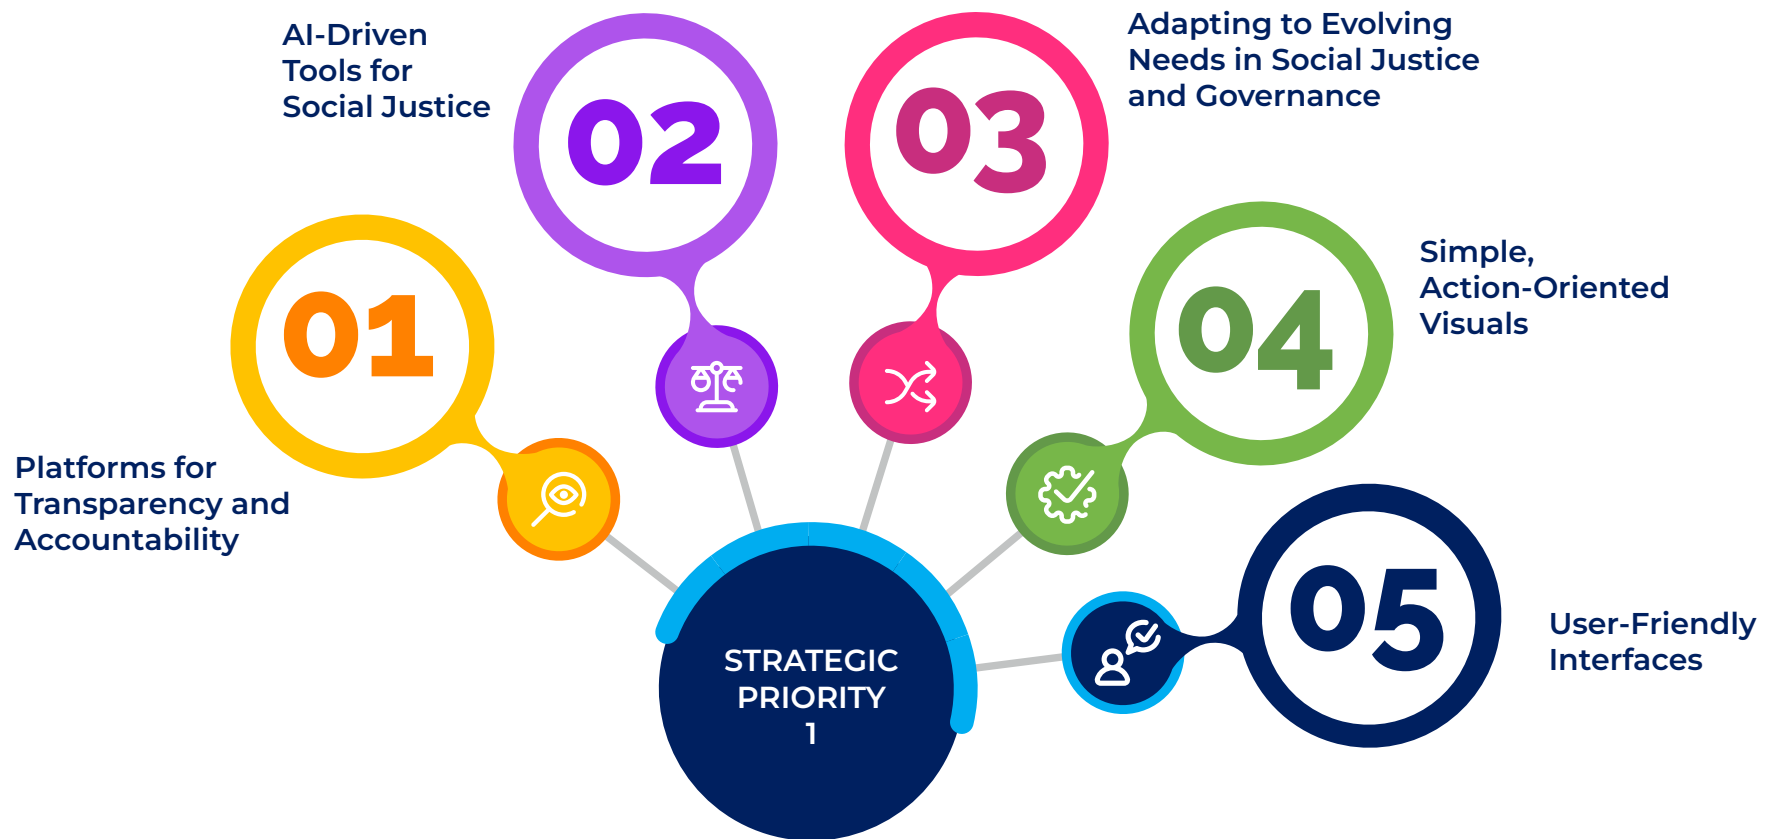 01
Platforms for
Transparency and
Accountability
02
AI-Driven
Tools for
Social Justice
03
Adapting to Evolving
Needs in Social Justice
and Governance
04
Simple,
Action-Oriented
Visuals
05
User-Friendly
Interfaces
STRATEGIC
PRIORITY
1